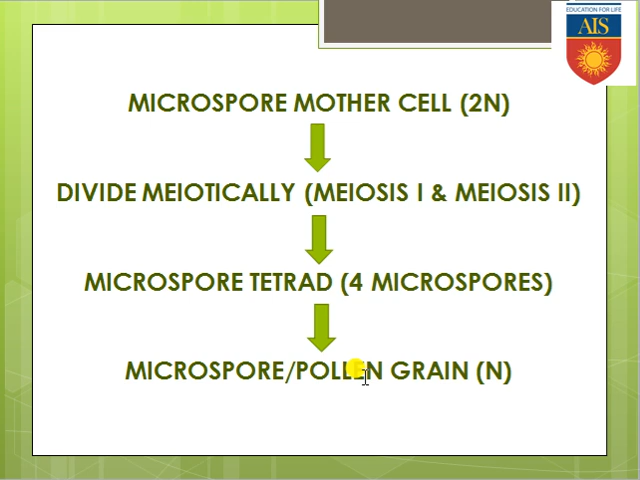 EDUCATION FOR LIFE
AIS
MICROSPORE MOTHER CELL (2N)
DIVIDE MEIOTICALLY (MEIOSIS I & MEIOSIS II)
MICROSPORE TETRAD (4 MICROSPORES)
MICROSPORE/POLLEN GRAIN (N)